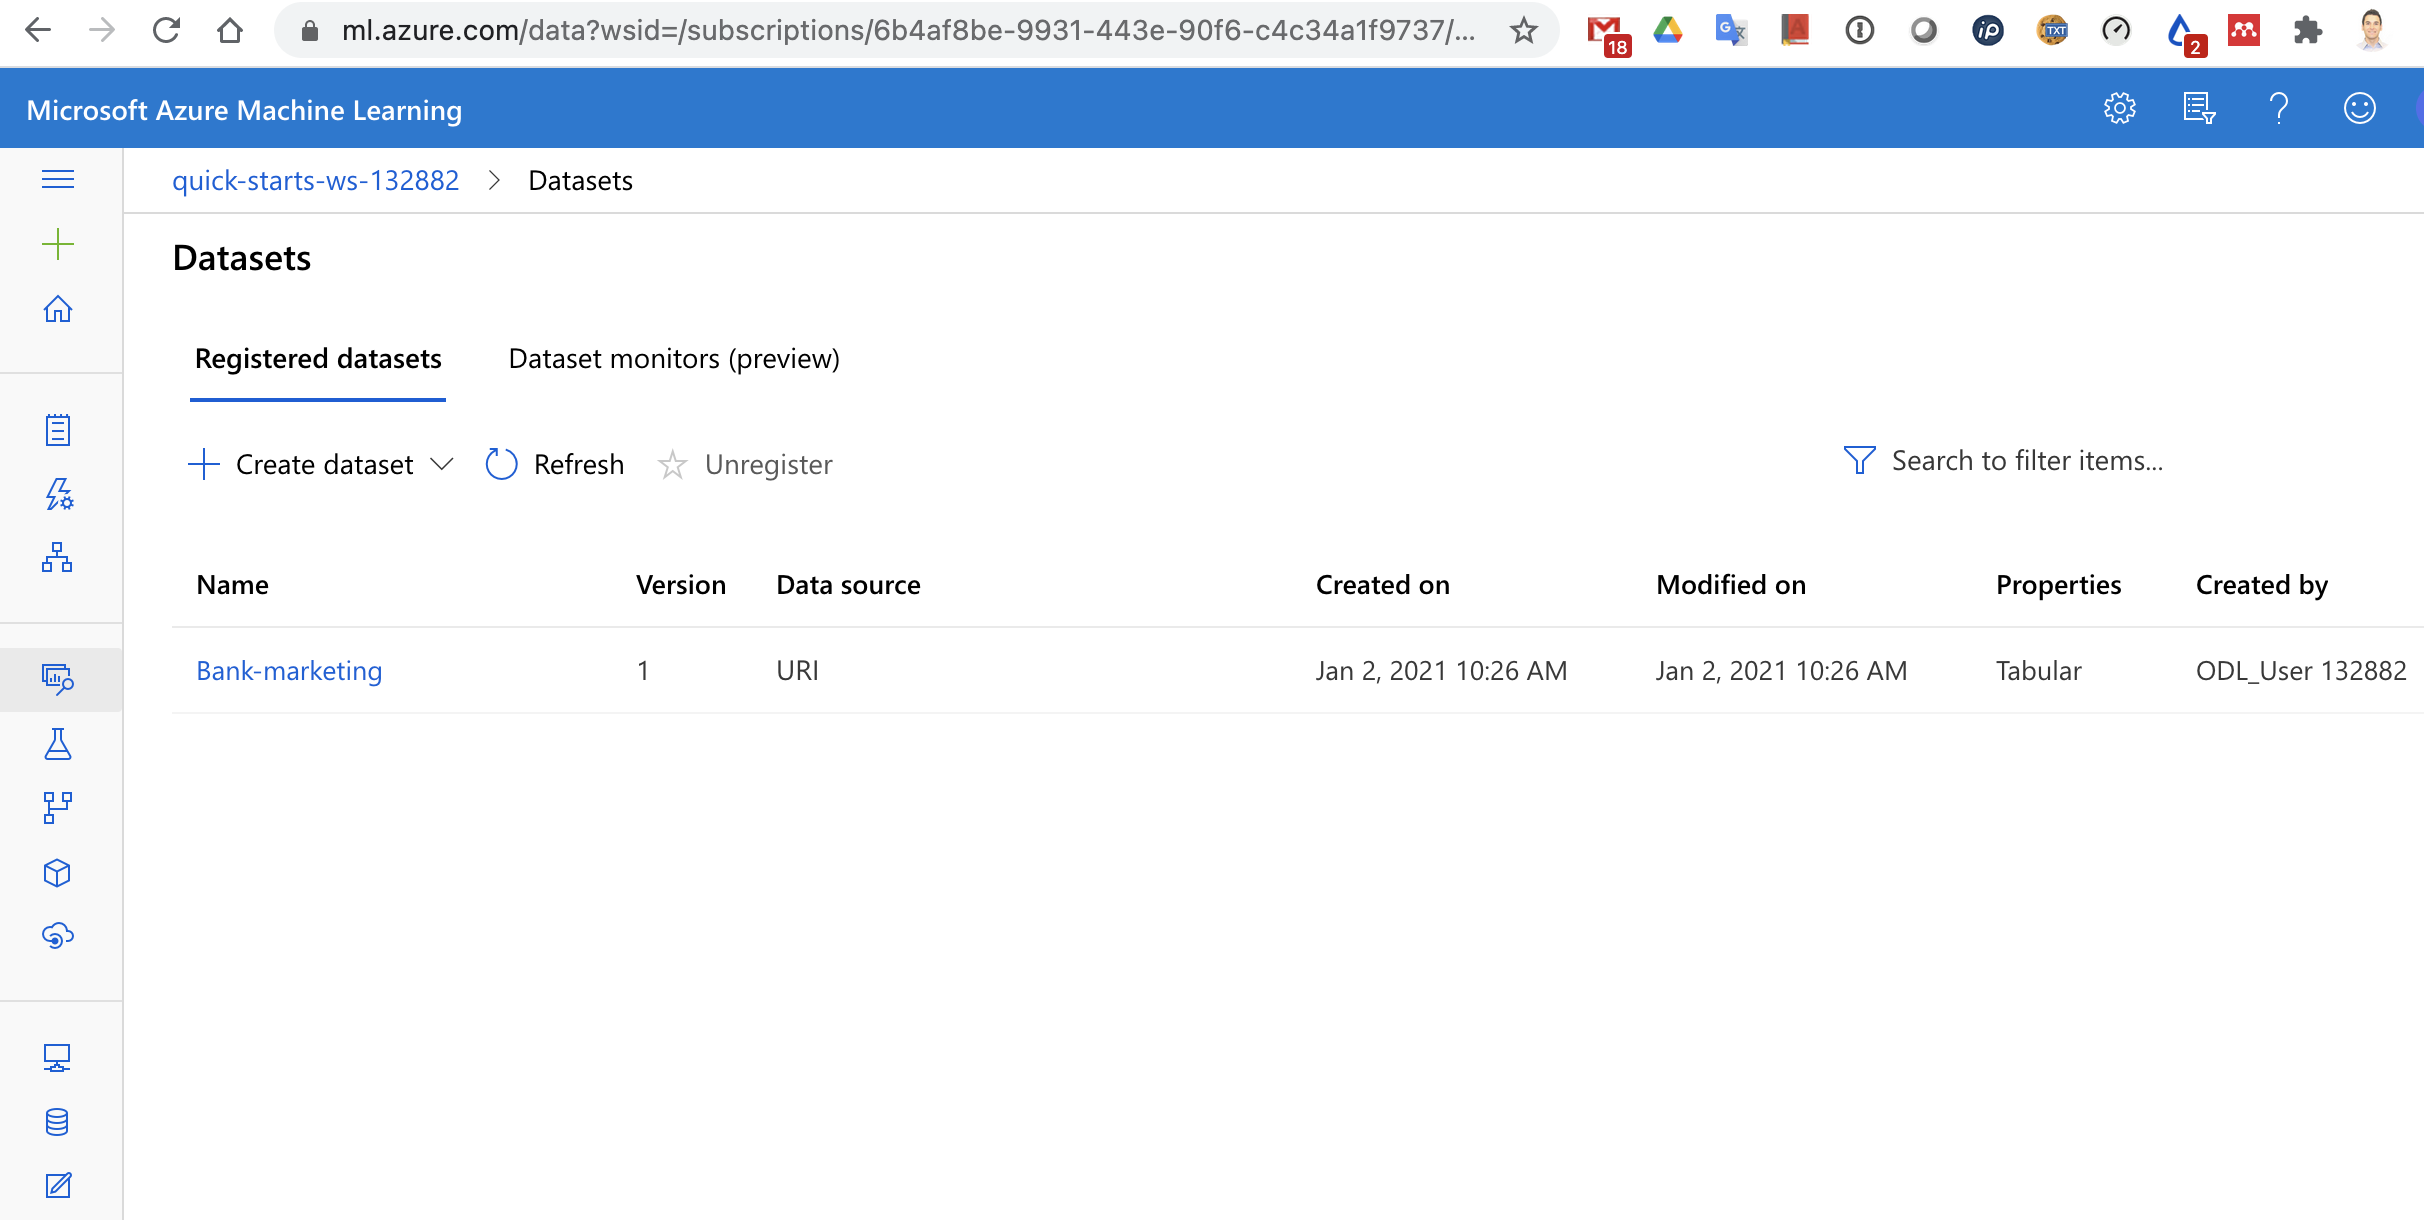 ml.azure.com/data?wsid=/subscriptions/6b4af8be-9931-443e-90f6-c4c34a1f9737/...
18
TXT
2
Microsoft Azure Machine Learning
quick-starts-ws-132882 > Datasets
Datasets
Registered datasets Dataset monitors (preview)
Create dataset Refresh Unregister Search to filter items...
Name Version Data source Created on Modified on Properties Created by
Bank-marketing 1 URI Jan 2, 2021 10:26 AM Jan 2, 2021 10:26 AM Tabular ODL_User 132882